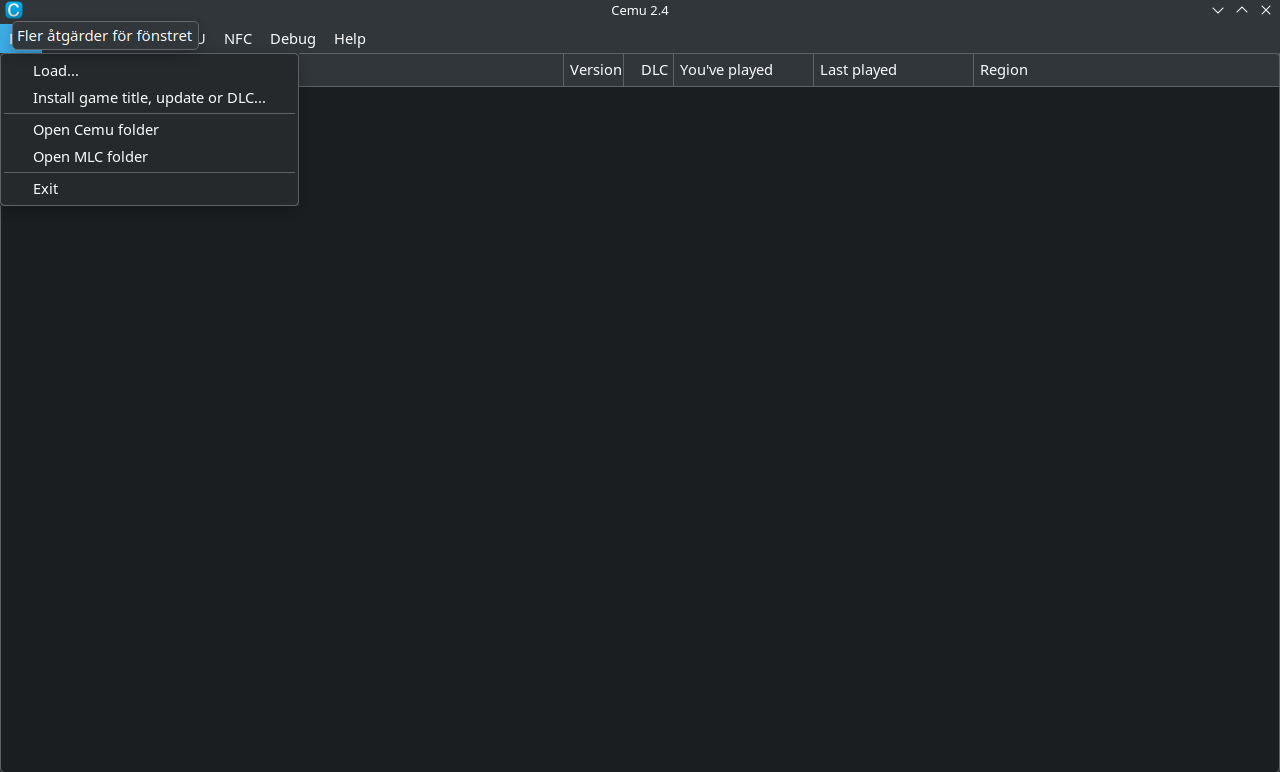 C
Cemu 2.4
Fler åtgärder för fönstret
U
NFC
Debug
Help
Load...
Install game title, update or DLC...
Open Cemu folder
Open MLC folder
Exit
Version
DLC
You've played
Last played
Region